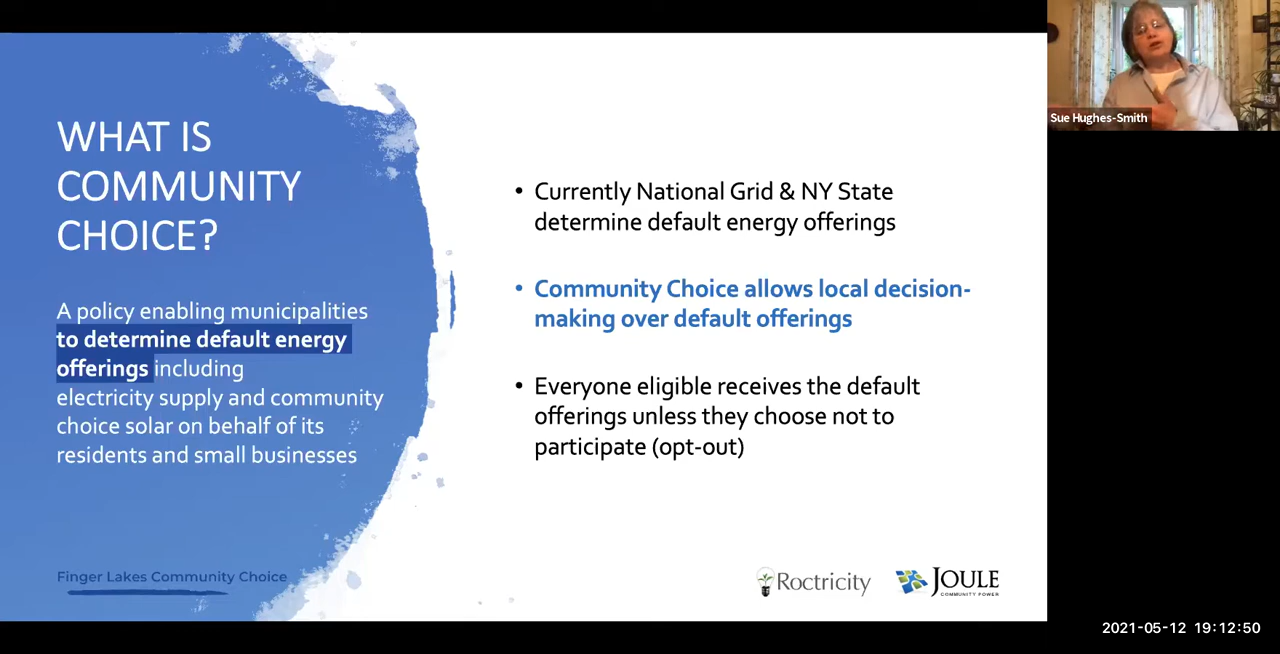 WHAT IS
COMMUNITY
CHOICE?
A policy enabling municipalities
to determine default energy
offerings including
electricity supply and community
choice solar on behalf of its
residents and small businesses
Finger Lakes Community Choice
• Currently National Grid & NY State
determine default energy offerings
• Community Choice allows local decision-
making over default offerings
• Everyone eligible receives the default
offerings unless they choose not to
participate (opt-out)
Roctricity
JOULE
COMMUNITY POWER
Sue Hughes-Smith
2021-05-12 19:12:50